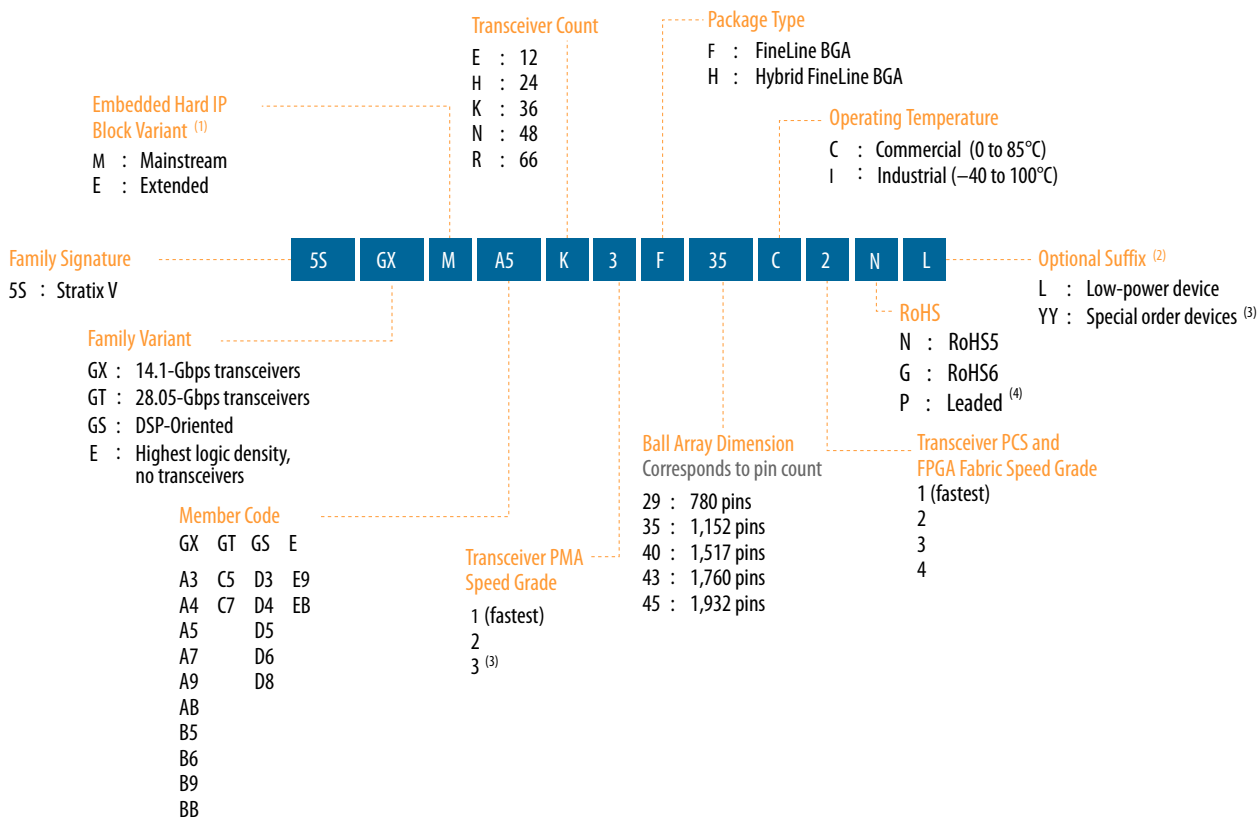 Transceiver Count
E : 12
H : 24
K : 36
N : 48
R : 66
Package Type
F : FineLine BGA
H : Hybrid FineLine BGA
Embedded Hard IP
Block Variant (1)
M : Mainstream
E : Extended
Operating Temperature
C : Commercial (0 to 85°C)
I : Industrial (–40 to 100°C)
Family Signature
5S : Stratix V
5S GX M A5 K 3 F 35 C 2 N L
Optional Suffix (2)
L : Low-power device
YY : Special order devices (3)
Family Variant
GX : 14.1-Gbps transceivers
GT : 28.05-Gbps transceivers
GS : DSP-Oriented
E : Highest logic density,
no transceivers
RoHS
N : RoHS5
G : RoHS6
P : Leaded (4)
Member Code
GX GT GS E
A3 C5 D3 E9
A4 C7 D4 EB
A5 D5
A7 D6
A9 D8
AB
B5
B6
B9
BB
Transceiver PMA
Speed Grade
1 (fastest)
2
3 (3)
Ball Array Dimension
Corresponds to pin count
29 : 780 pins
35 : 1,152 pins
40 : 1,517 pins
43 : 1,760 pins
45 : 1,932 pins
Transceiver PCS and
FPGA Fabric Speed Grade
1 (fastest)
2
3
4